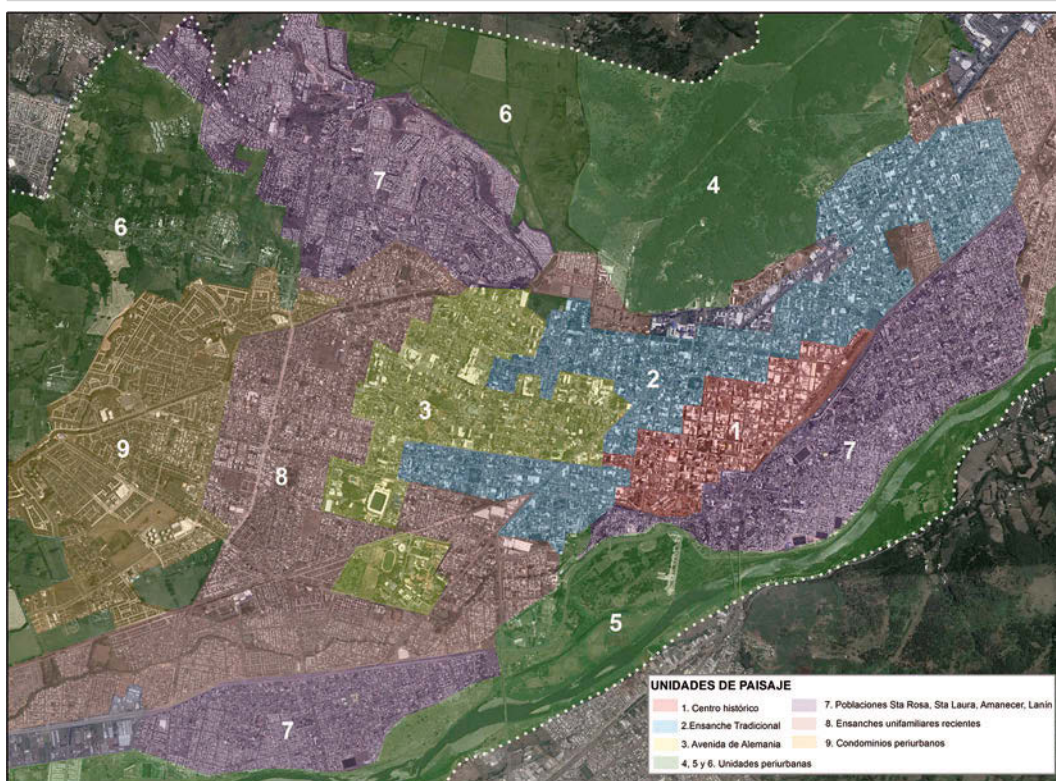 6
7
4
6
2
3
1
9
8
7
5
7
UNIDADES DE PAISAJE
1. Centro histórico
2.Ensanche Tradicional
3. Avenida de Alemania
4, 5 y 6. Unidades periurbanas
7. Poblaciones Sta Rosa, Sta Laura, Amanecer, Lanín
8. Ensanches unifamiliares recientes
9. Condominios periurbanos